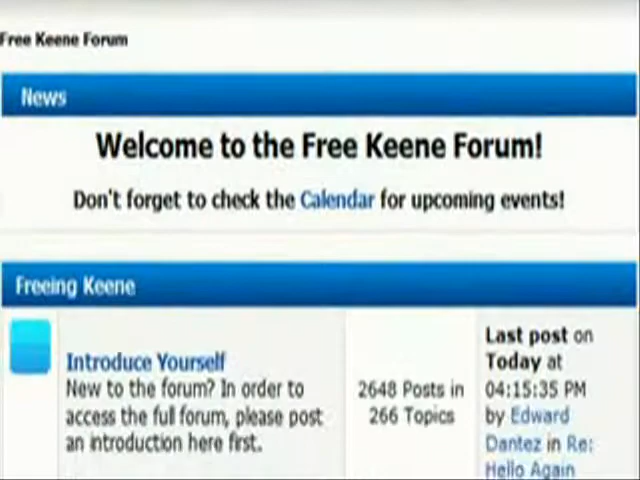 Free Keene Forum
News
Welcome to the Free Keene Forum!
Don't forget to check the Calendar for upcoming events!
Freeing Keene
Introduce Yourself
New to the forum? In order to
access the full forum, please post
an introduction here first.
2648 Posts in
266 Topics
Last post on
Today at
04:15:35 PM
by Edward
Dantez in Re:
Hello Again